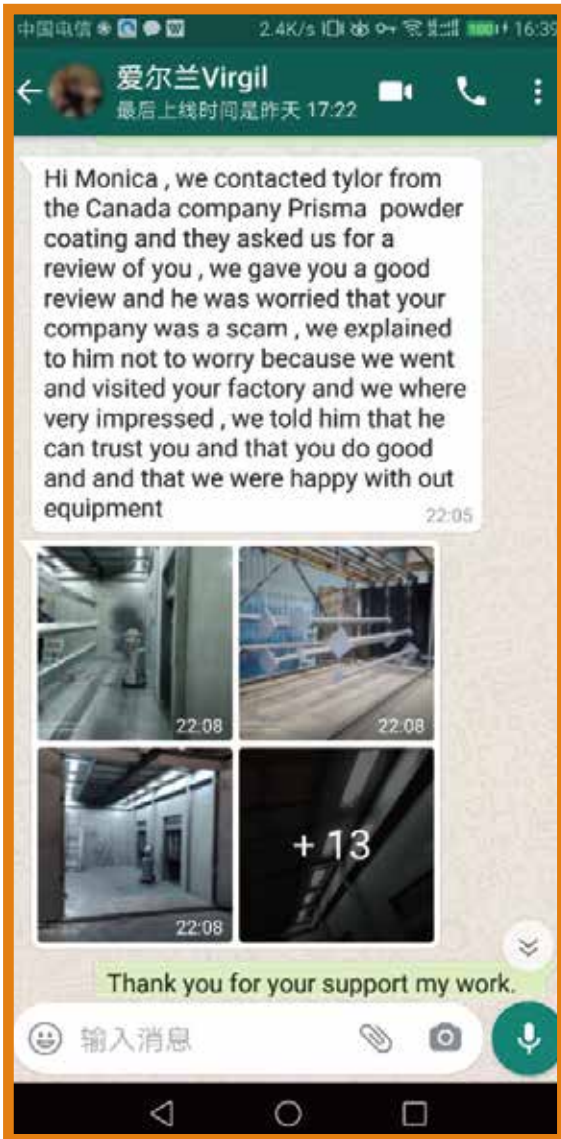 中国电信 2.4K/s 16:39
爱尔兰Virgil
最后上线时间是昨天 17:22
Hi Monica , we contacted tylor from
the Canada company Prisma powder
coating and they asked us for a
review of you , we gave you a good
review and he was worried that your
company was a scam , we explained
to him not to worry because we went
and visited your factory and we where
very impressed , we told him that he
can trust you and that you do good
and and that we were happy with out
equipment
22:05
22:08
22:08
22:08
+ 13
Thank you for your support my work.
输入消息